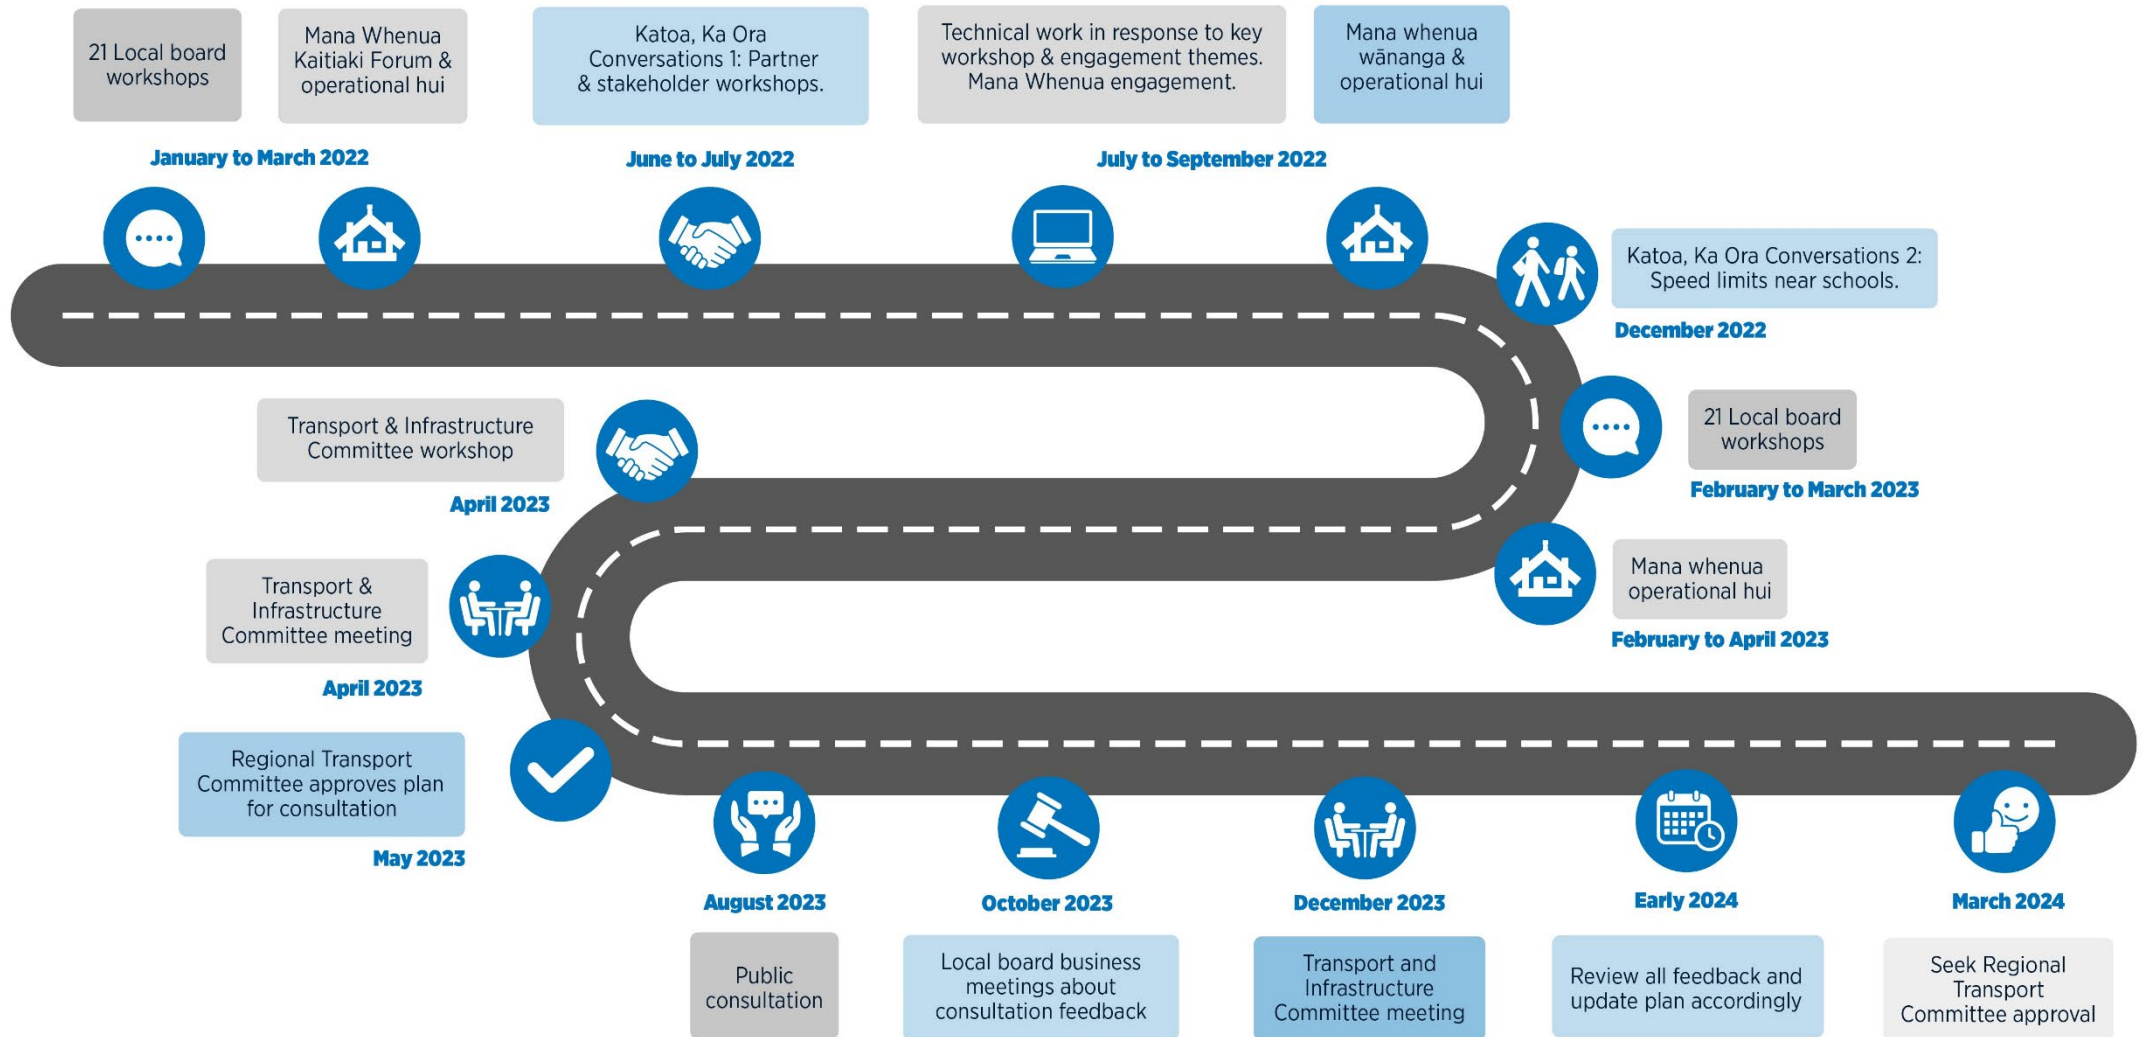 21 Local board
workshops
Mana Whenua
Kaitiaki Forum &
operational hui
January to March 2022
Katoa, Ka Ora
Conversations 1: Partner
& stakeholder workshops.
June to July 2022
Technical work in response to key
workshop & engagement themes.
Mana Whenua engagement.
Mana whenua
wānanga &
operational hui
July to September 2022
Katoa, Ka Ora Conversations 2:
Speed limits near schools.
December 2022
21 Local board
workshops
February to March 2023
Mana whenua
operational hui
February to April 2023
Transport & Infrastructure
Committee workshop
April 2023
Transport &
Infrastructure
Committee meeting
April 2023
Regional Transport
Committee approves plan
for consultation
May 2023
August 2023
Public
consultation
October 2023
Local board business
meetings about
consultation feedback
December 2023
Transport and
Infrastructure
Committee meeting
Early 2024
Review all feedback and
update plan accordingly
March 2024
Seek Regional
Transport
Committee approval